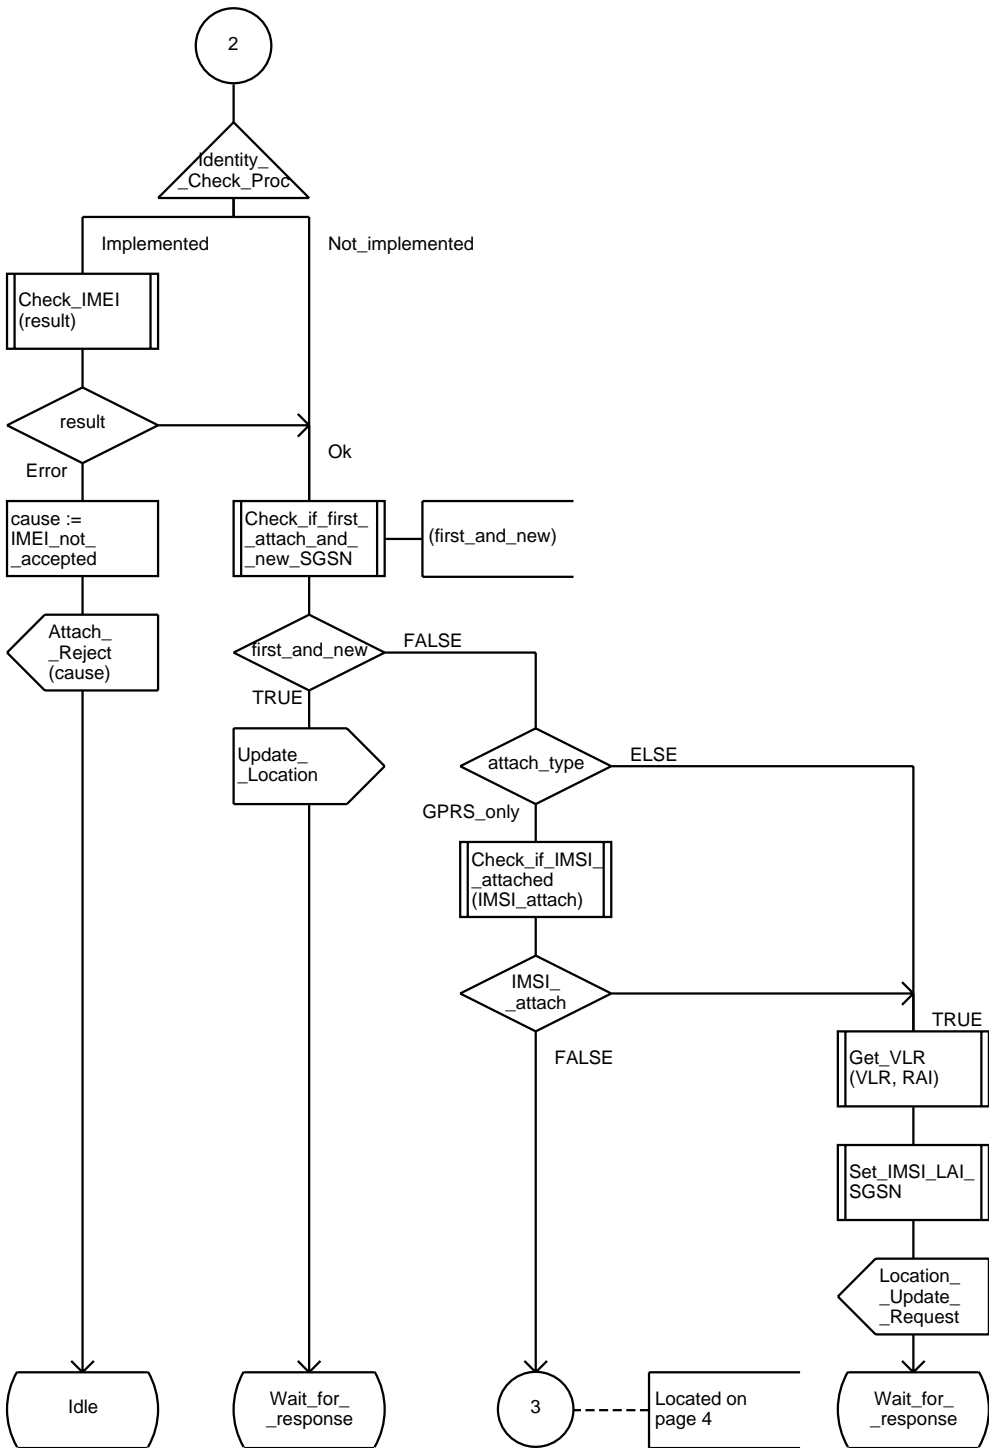 2
Identity_
_Check_Proc
Implemented
Not_implemented
Check_IMEI
(result)
result
Ok
Error
cause :=
IMEI_not_
_accepted
Check_if_first_
_attach_and_
_new_SGSN
(first_and_new)
Attach_
_Reject
(cause)
first_and_new
FALSE
TRUE
Update_
_Location
attach_type
ELSE
GPRS_only
Check_if_IMSI_
_attached
(IMSI_attach)
IMSI_
_attach
TRUE
FALSE
Get_VLR
(VLR, RAI)
Set_IMSI_LAI_
SGSN
Location_
_Update_
_Request
Idle
Wait_for_
_response
3
Located on
page 4
Wait_for_
_response